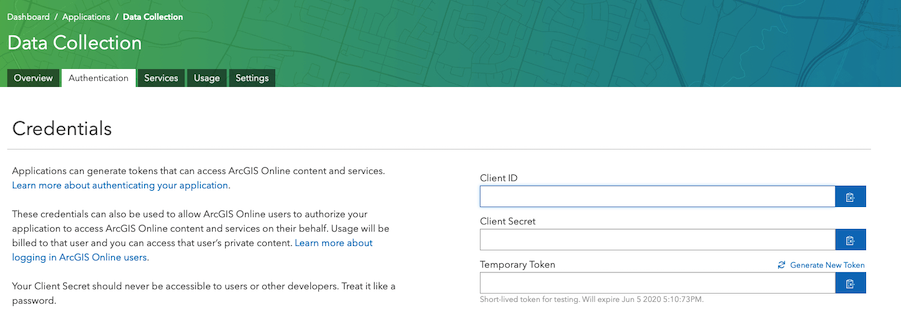 Dashboard / Applications / Data Collection
Data Collection
Overview Authentication Services Usage Settings
Credentials
Applications can generate tokens that can access ArcGIS Online content and services.
Learn more about authenticating your application.
These credentials can also be used to allow ArcGIS Online users to authorize your
application to access ArcGIS Online content and services on their behalf. Usage will be
billed to that user and you can access that user's private content. Learn more about
logging in ArcGIS Online users.
Your Client Secret should never be accessible to users or other developers. Treat it like a
password.
Client ID
Client Secret
Temporary Token Generate New Token
Short-lived token for testing. Will expire Jun 5 2020 5:10:73PM.